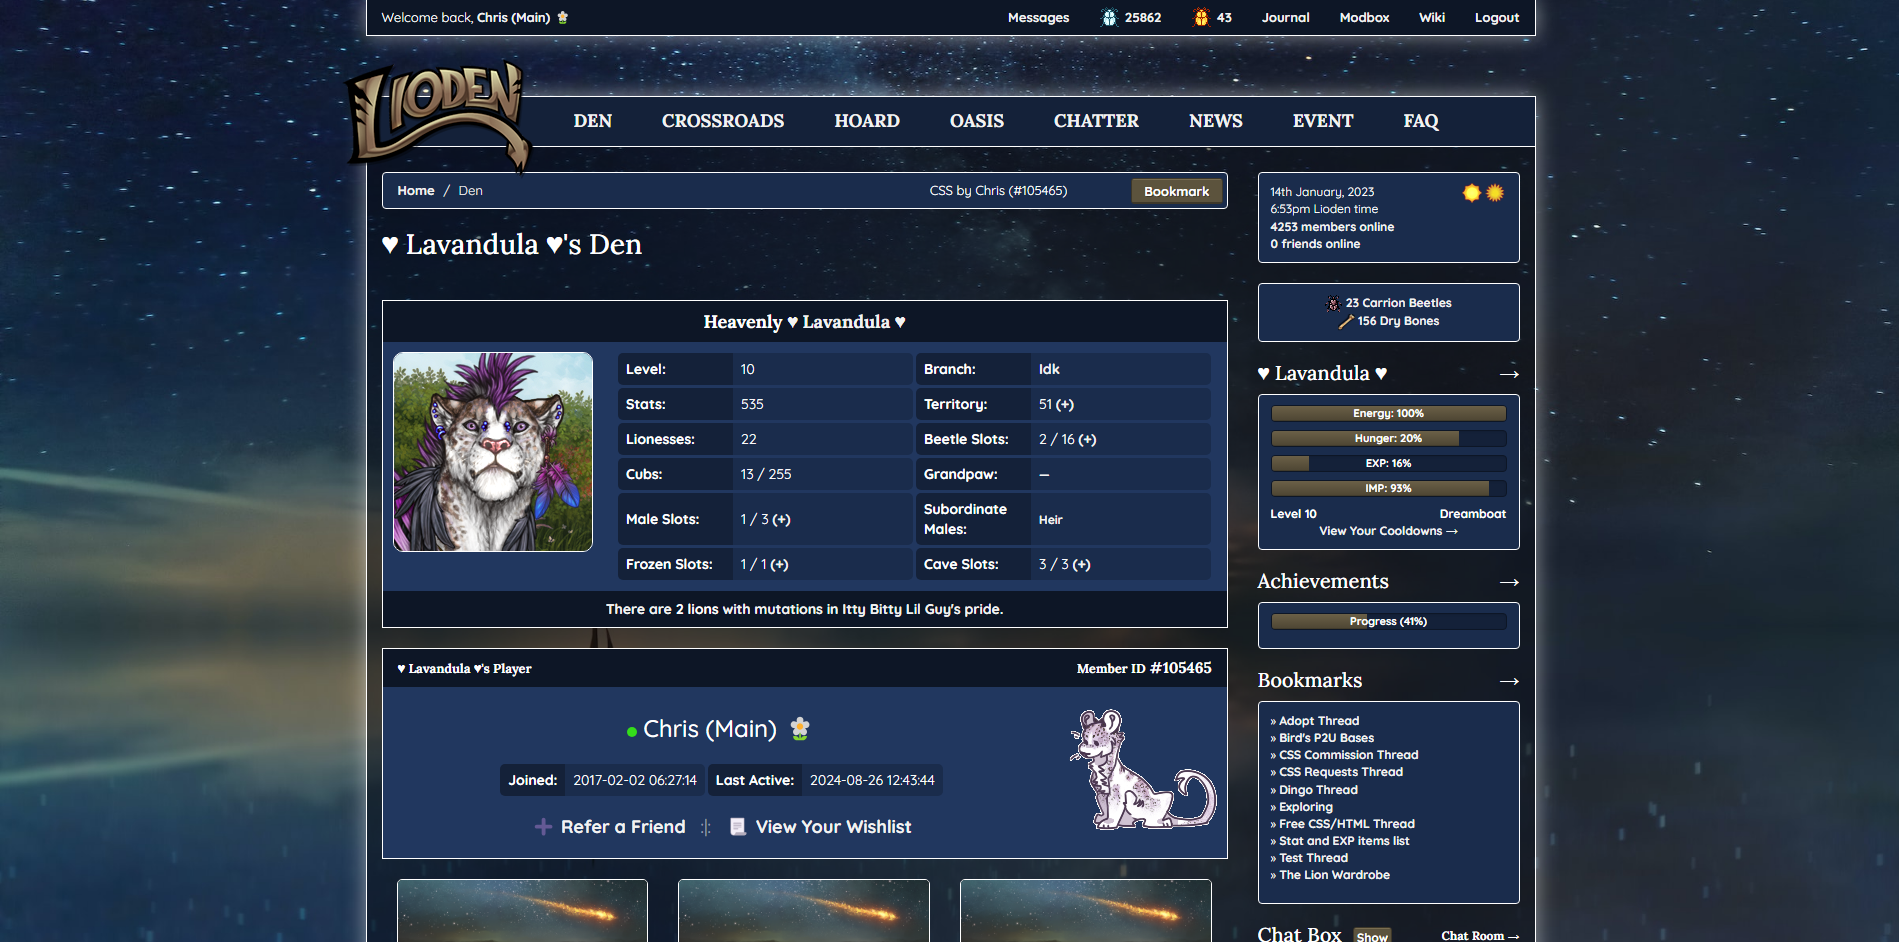 Welcome back, Chris (Main)
Messages 25862 43 Journal Modbox Wiki Logout
LIODEN
DEN CROSSROADS HOARD OASIS CHATTER NEWS EVENT FAQ
Home / Den CSS by Chris (#105465) Bookmark
♥ Lavandula ♥'s Den
Heavenly ♥ Lavandula ♥
Level: 10 Branch: Idk
Stats: 535 Territory: 51 (+)
Lionesses: 22 Beetle Slots: 2 / 16 (+)
Cubs: 13 / 255 Grandpaw: —
Male Slots: 1 / 3 (+) Subordinate Males: Heir
Frozen Slots: 1 / 1 (+) Cave Slots: 3 / 3 (+)
There are 2 lions with mutations in Itty Bitty Lil Guy's pride.
♥ Lavandula ♥'s Player Member ID #105465
Chris (Main)
Joined: 2017-02-02 06:27:14 Last Active: 2024-08-26 12:43:44
Refer a Friend View Your Wishlist
14th January, 2023
6:53pm Lioden time
4253 members online
0 friends online
23 Carrion Beetles
156 Dry Bones
♥ Lavandula ♥ →
Energy: 100%
Hunger: 20%
EXP: 16%
IMP: 93%
Level 10 Dreamboat
View Your Cooldowns →
Achievements →
Progress (41%)
Bookmarks →
» Adopt Thread
» Bird's P2U Bases
» CSS Commission Thread
» CSS Requests Thread
» Dingo Thread
» Exploring
» Free CSS/HTML Thread
» Stat and EXP items list
» Test Thread
» The Lion Wardrobe
Chat Box Show Chat Room →